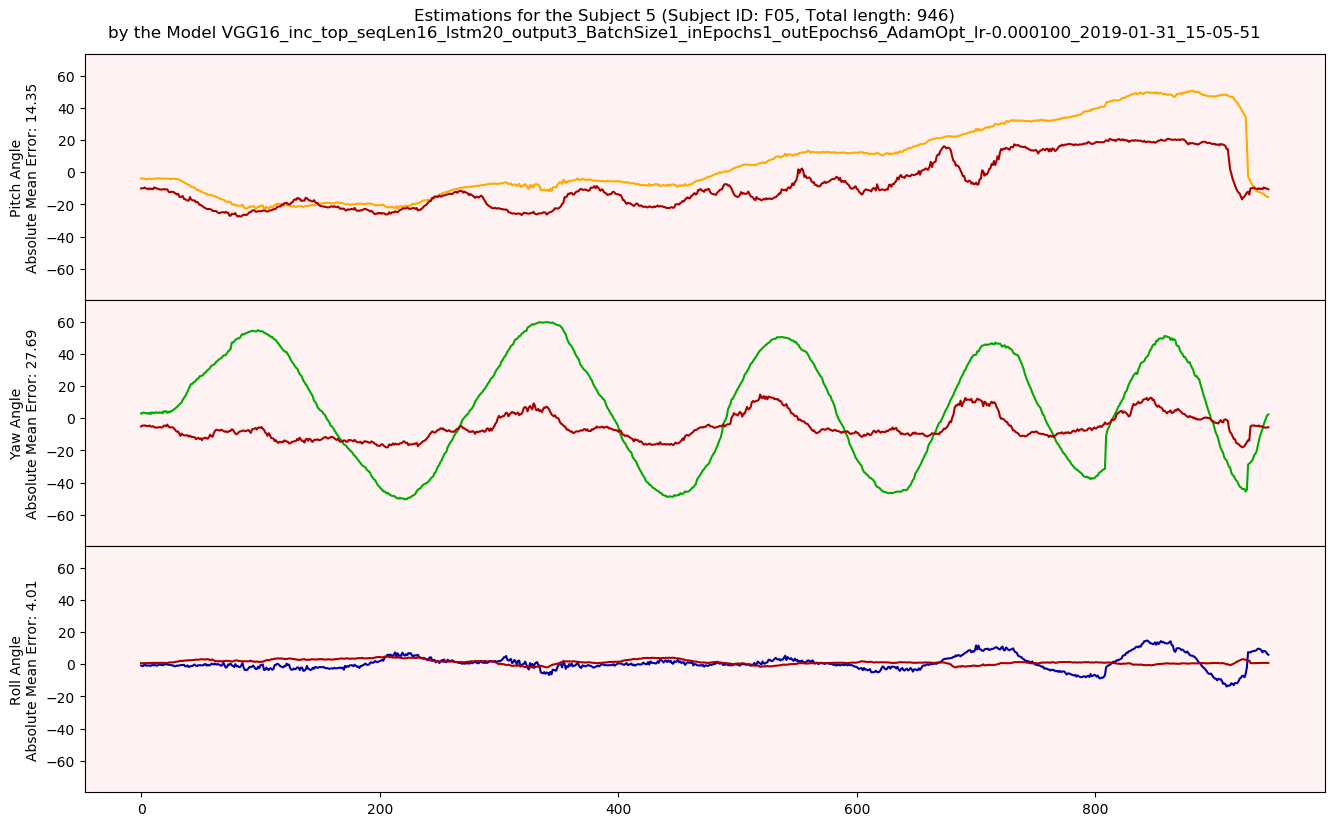 Estimations for the Subject 5 (Subject ID: F05, Total length: 946)
by the Model VGG16_inc_top_seqLen16_lstm20_output3_BatchSize1_inEpochs1_outEpochs6_AdamOpt_lr-0.000100_2019-01-31_15-05-51
Pitch Angle
Absolute Mean Error: 14.35
60
40
20
0
−20
−40
−60
Yaw Angle
Absolute Mean Error: 27.69
60
40
20
0
−20
−40
−60
Roll Angle
Absolute Mean Error: 4.01
60
40
20
0
−20
−40
−60
0 200 400 600 800